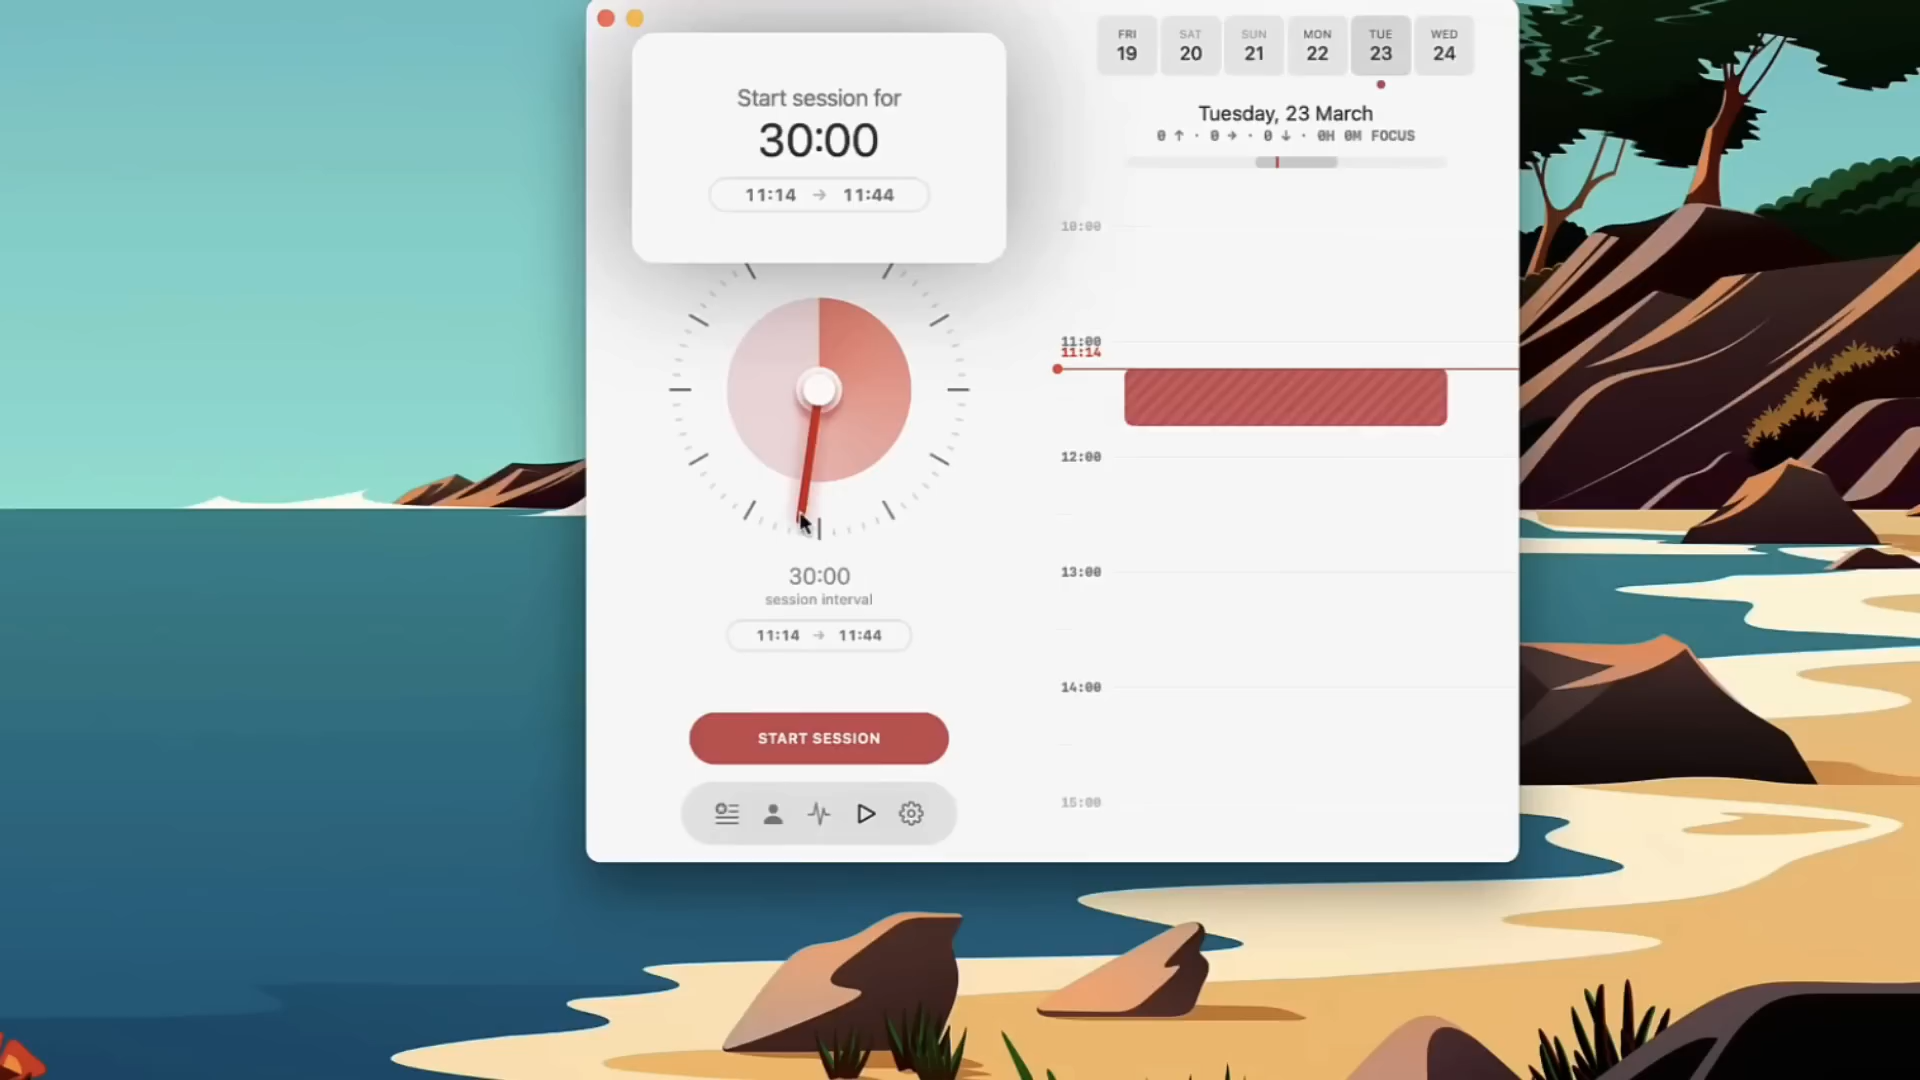 Start session for
30:00
11:14 → 11:44
30:00
session interval
11:14 → 11:44
START SESSION
FRI SAT SUN MON TUE WED
19 20 21 22 23 24
Tuesday, 23 March
0 ↑ · 0 → · 0 ↓ · 0H 0M FOCUS
10:00
11:00
11:14
12:00
13:00
14:00
15:00